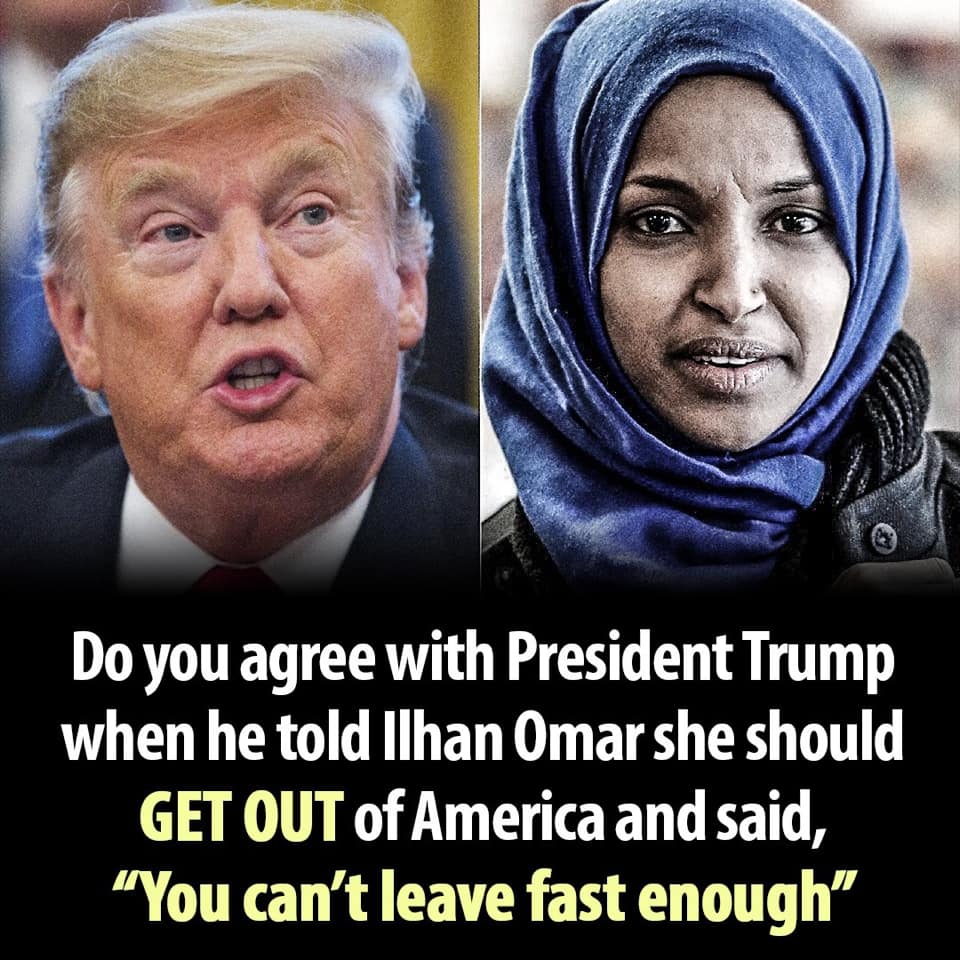 Do you agree with President Trump
when he told Ilhan Omar she should
GET OUT of America and said,
“You can’t leave fast enough”